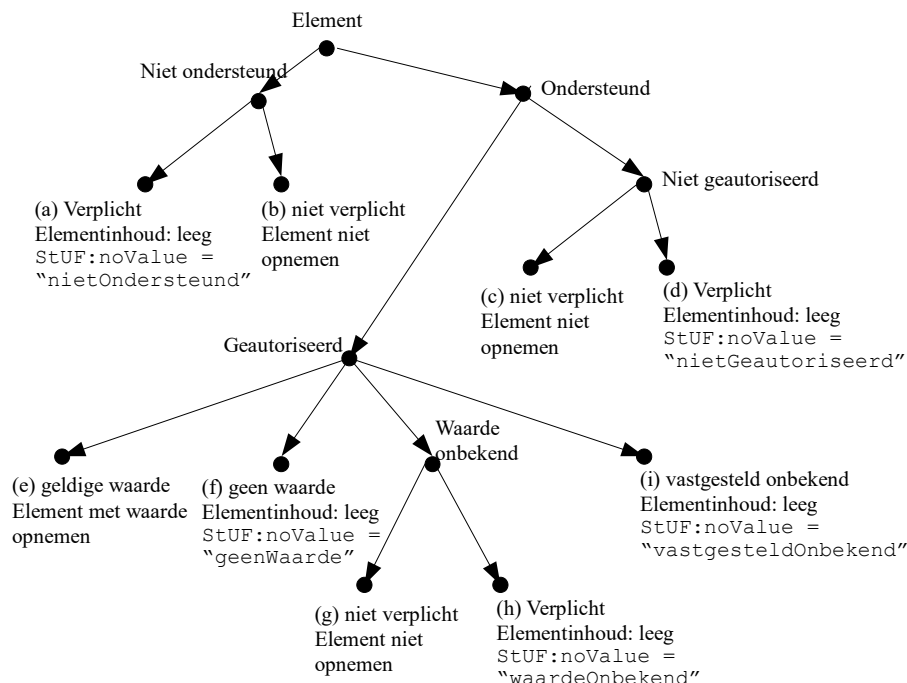 Element
Niet ondersteund
Ondersteund
Niet geautoriseerd
(a) Verplicht
Elementinhoud: leeg
StUF:noValue =
“nietOndersteund”
(b) niet verplicht
Element niet
opnemen
(c) niet verplicht
Element niet
opnemen
(d) Verplicht
Elementinhoud: leeg
StUF:noValue =
“nietGeautoriseerd”
Geautoriseerd
Waarde
onbekend
(e) geldige waarde
Element met waarde
opnemen
(f) geen waarde
Elementinhoud: leeg
StUF:noValue =
“geenWaarde”
(i) vastgesteld onbekend
Elementinhoud: leeg
StUF:noValue =
“vastgesteldOnbekend”
(g) niet verplicht
Element niet
opnemen
(h) Verplicht
Elementinhoud: leeg
StUF:noValue =
“waardeOnbekend”